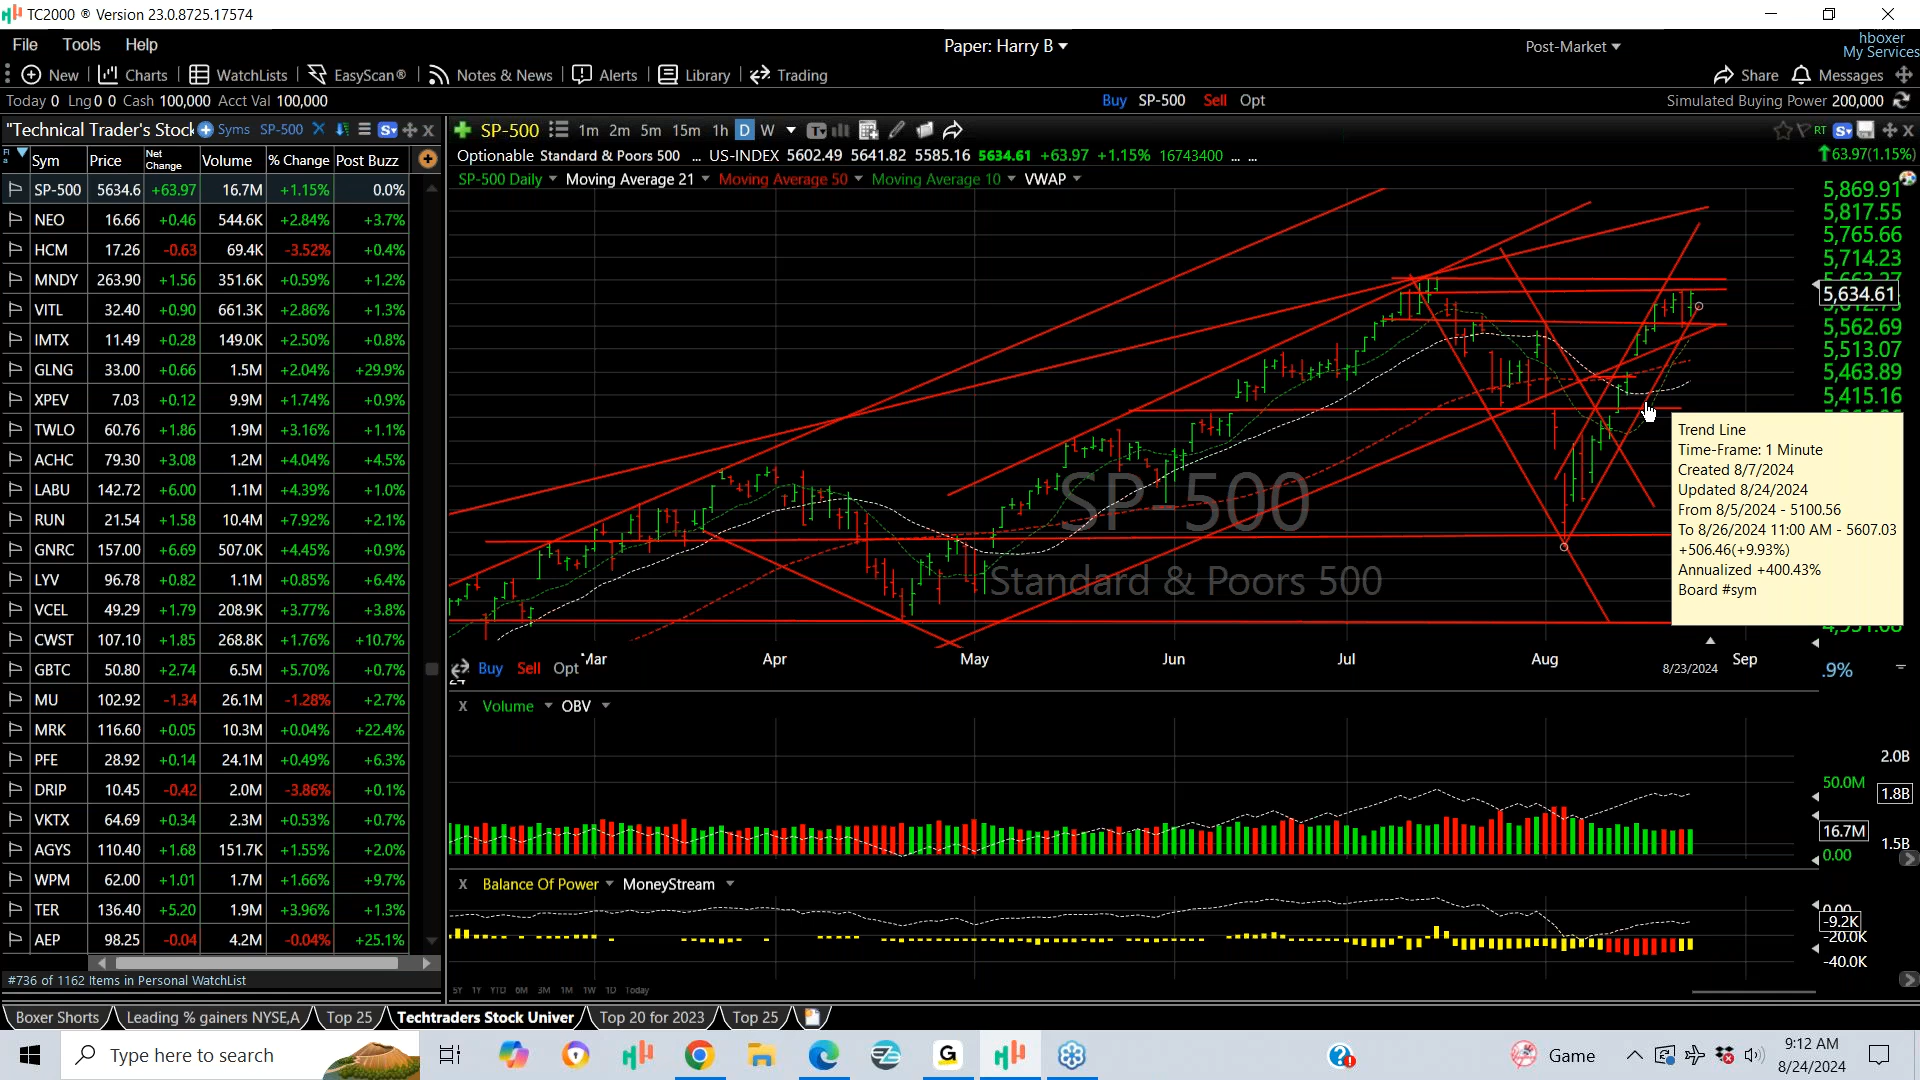 TC2000 ® Version 23.0.8725.17574
File Tools Help
Paper: Harry B
Post-Market
hboxer
My Services
New Charts WatchLists EasyScan® Notes & News Alerts Library Trading
Share Messages
Today 0 Lng 0 0 Cash 100,000 Acct Val 100,000
Buy SP-500 Sell Opt
Simulated Buying Power 200,000
"Technical Trader's Stock Syms SP-500
SP-500 1m 2m 5m 15m 1h D W
RT
Sym Price Net Change Volume % Change Post Buzz
Optionable Standard & Poors 500 ... US-INDEX 5602.49 5641.82 5585.16 5634.61 +63.97 +1.15% 16743400 ... ...
63.97(1.15%)
SP-500 Daily Moving Average 21 Moving Average 50 Moving Average 10 VWAP
SP-500 5634.6 +63.97 16.7M +1.15% 0.0%
NEO 16.66 +0.46 544.6K +2.84% +3.7%
HCM 17.26 -0.63 69.4K -3.52% +0.4%
MNDY 263.90 +1.56 351.6K +0.59% +1.2%
VITL 32.40 +0.90 661.3K +2.86% +1.3%
IMTX 11.49 +0.28 149.0K +2.50% +0.8%
GLNG 33.00 +0.66 1.5M +2.04% +29.9%
XPEV 7.03 +0.12 9.9M +1.74% +0.9%
TWLO 60.76 +1.86 1.9M +3.16% +1.1%
ACHC 79.30 +3.08 1.2M +4.04% +4.5%
LABU 142.72 +6.00 1.1M +4.39% +1.0%
RUN 21.54 +1.58 10.4M +7.92% +2.1%
GNRC 157.00 +6.69 507.0K +4.45% +0.9%
LYV 96.78 +0.82 1.1M +0.85% +6.4%
VCEL 49.29 +1.79 208.9K +3.77% +3.8%
CWST 107.10 +1.85 268.8K +1.76% +10.7%
GBTC 50.80 +2.74 6.5M +5.70% +0.7%
MU 102.92 -1.34 26.1M -1.28% +2.7%
MRK 116.60 +0.05 10.3M +0.04% +22.4%
PFE 28.92 +0.14 24.1M +0.49% +6.3%
DRIP 10.45 -0.42 2.0M -3.86% +0.1%
VKTX 64.69 +0.34 2.3M +0.53% +0.7%
AGYS 110.40 +1.68 151.7K +1.55% +2.0%
WPM 62.00 +1.01 1.7M +1.66% +9.7%
TER 136.40 +5.20 1.9M +3.96% +1.3%
AEP 98.25 -0.04 4.2M -0.04% +25.1%
#736 of 1162 Items in Personal WatchList
5,869.91
5,817.55
5,765.66
5,714.23
5,634.61
5,562.69
5,513.07
5,463.89
5,415.16
SP-500
Standard & Poors 500
Trend Line
Time-Frame: 1 Minute
Created 8/7/2024
Updated 8/24/2024
From 8/5/2024 - 5100.56
To 8/26/2024 11:00 AM - 5607.03
+506.46(+9.93%)
Annualized +400.43%
Board #sym
Buy Sell Opt
Apr May Jun Jul Aug 8/23/2024 Sep
.9%
X Volume OBV
2.0B
50.0M
1.8B
16.7M
1.5B
0.00
X Balance Of Power MoneyStream
0.00
-9.2K
-20.0K
-40.0K
5Y 1Y YTD 6M 3M 1M 1W 1D Today
Boxer Shorts Leading % gainers NYSE,A Top 25 Techtraders Stock Univer Top 20 for 2023 Top 25
Type here to search
Game
9:12 AM
8/24/2024